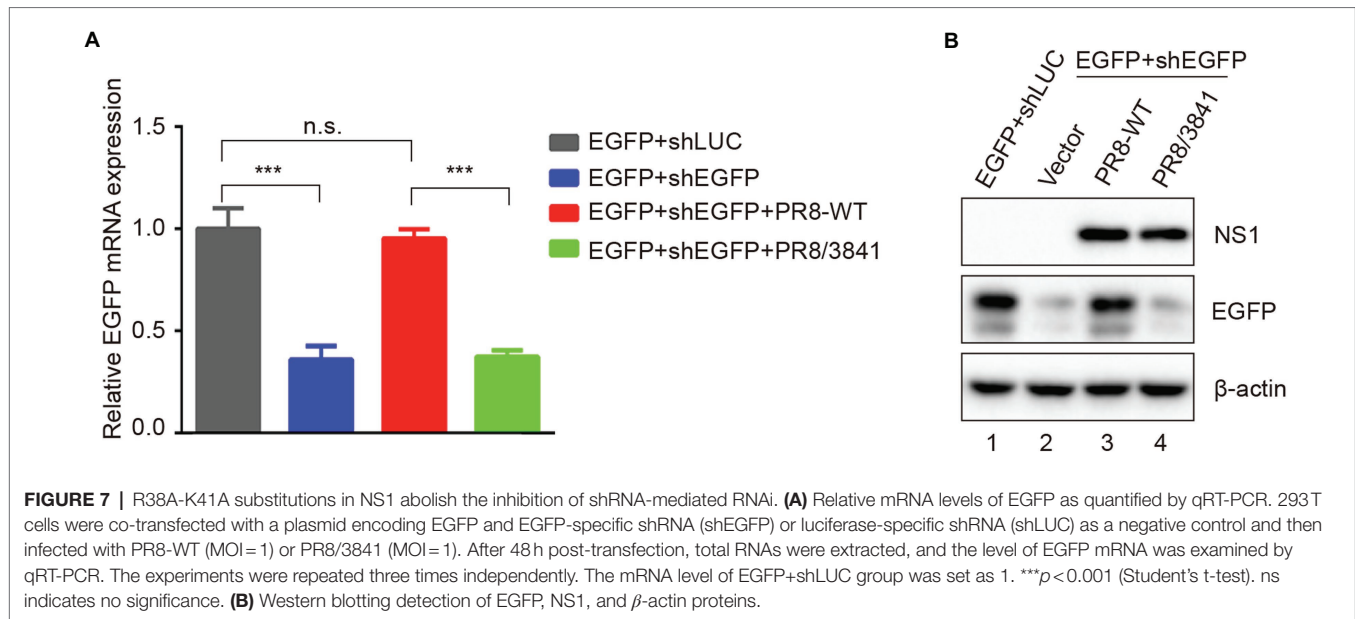 A
Relative EGFP mRNA expression
1.5
1.0
0.5
0.0
n.s.
***
***
EGFP+shLUC
EGFP+shEGFP
EGFP+shEGFP+PR8-WT
EGFP+shEGFP+PR8/3841
B
EGFP+shEGFP
EGFP+shLUC
Vector
PR8-WT
PR8/3841
NS1
EGFP
β-actin
1 2 3 4
FIGURE 7 | R38A-K41A substitutions in NS1 abolish the inhibition of shRNA-mediated RNAi. (A) Relative mRNA levels of EGFP as quantified by qRT-PCR. 293 T
cells were co-transfected with a plasmid encoding EGFP and EGFP-specific shRNA (shEGFP) or luciferase-specific shRNA (shLUC) as a negative control and then
infected with PR8-WT (MOI = 1) or PR8/3841 (MOI = 1). After 48 h post-transfection, total RNAs were extracted, and the level of EGFP mRNA was examined by
qRT-PCR. The experiments were repeated three times independently. The mRNA level of EGFP+shLUC group was set as 1. ***p < 0.001 (Student's t-test). ns
indicates no significance. (B) Western blotting detection of EGFP, NS1, and β-actin proteins.